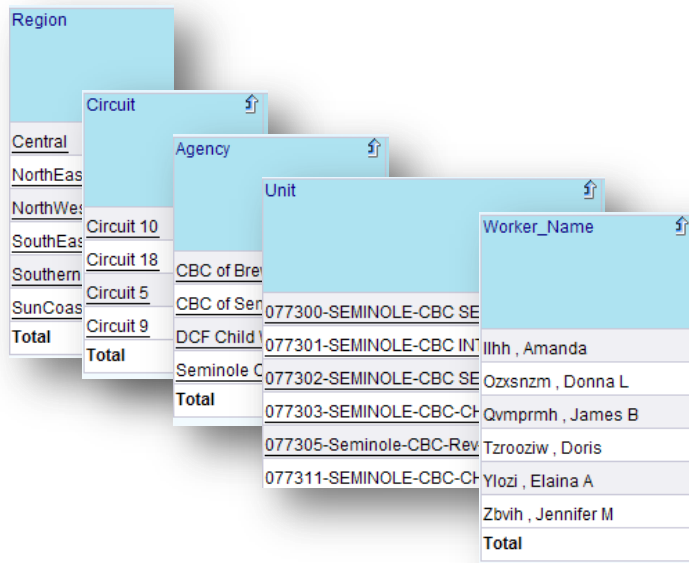 Region
Central
NorthEas
NorthWes
SouthEas
Southern
SunCoas
Total
Circuit
Circuit 10
Circuit 18
Circuit 5
Circuit 9
Total
Agency
CBC of Brev
CBC of Sem
DCF Child
Seminole C
Total
Unit
077300-SEMINOLE-CBC SE
077301-SEMINOLE-CBC INT
077302-SEMINOLE-CBC SE
077303-SEMINOLE-CBC-CH
077305-Seminole-CBC-Rev
077311-SEMINOLE-CBC-CH
Worker_Name
Ilhh , Amanda
Ozxsnzm , Donna L
Qvmprmh , James B
Tzrooziw , Doris
Ylozi , Elaina A
Zbvih , Jennifer M
Total